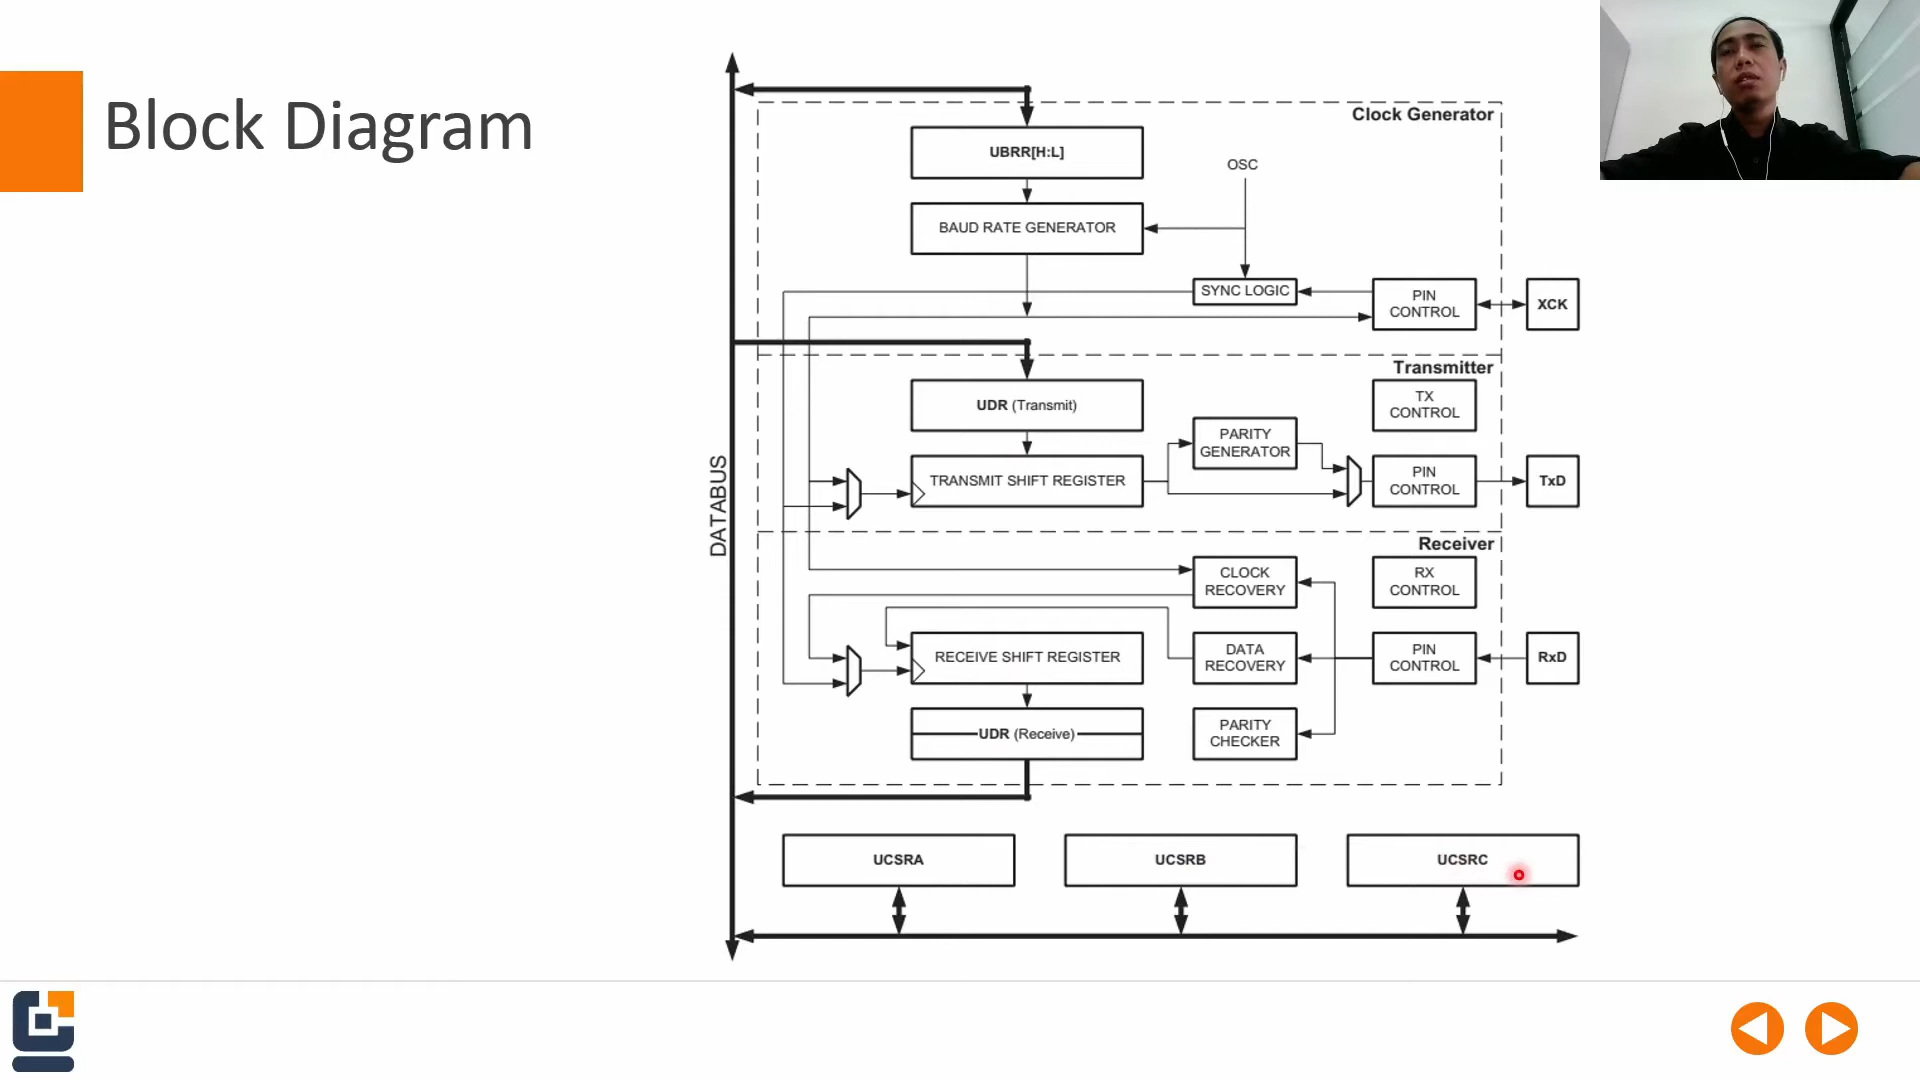 Block Diagram
Clock Generator
UBRR[H:L]
OSC
BAUD RATE GENERATOR
SYNC LOGIC
PIN
CONTROL
XCK
Transmitter
UDR (Transmit)
TX
CONTROL
PARITY
GENERATOR
TRANSMIT SHIFT REGISTER
PIN
CONTROL
TxD
DATABUS
Receiver
CLOCK
RECOVERY
RX
CONTROL
RECEIVE SHIFT REGISTER
DATA
RECOVERY
PIN
CONTROL
RxD
UDR (Receive)
PARITY
CHECKER
UCSRA
UCSRB
UCSRC